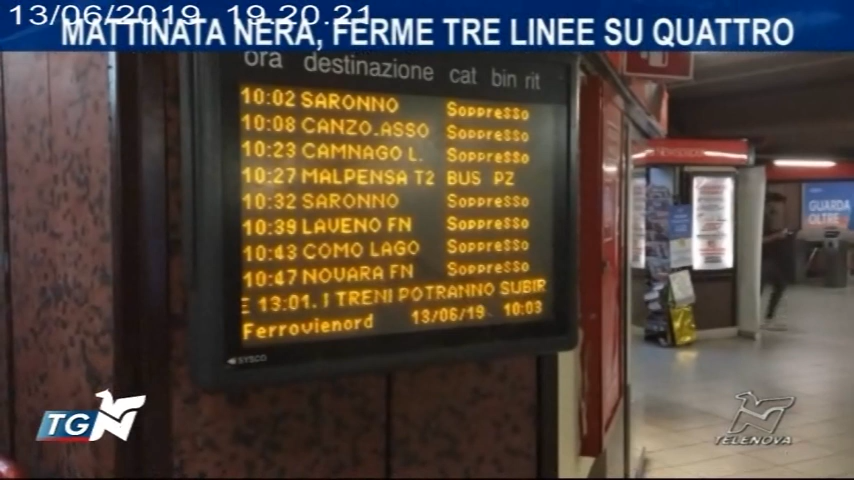 13/06/2019 19.20.21
MATTINATA NERA, FERME TRE LINEE SU QUATTRO
ora destinazione cat bin rit
10:02 SARONNO Soppresso
10:08 CANZO-ASSO Soppresso
10:23 CAMNAGO L. Soppresso
10:27 MALPENSA T2 BUS PZ
10:32 SARONNO Soppresso
10:39 LAVENO FN Soppresso
10:43 COMO LAGO Soppresso
10:47 NOVARA FN Soppresso
E 13:01. I TRENI POTRANNO SUBIR
Ferrovienord 13/06/19 10:03
SYSCO
GUARDA
OLTRE
TGN
TELENOVA